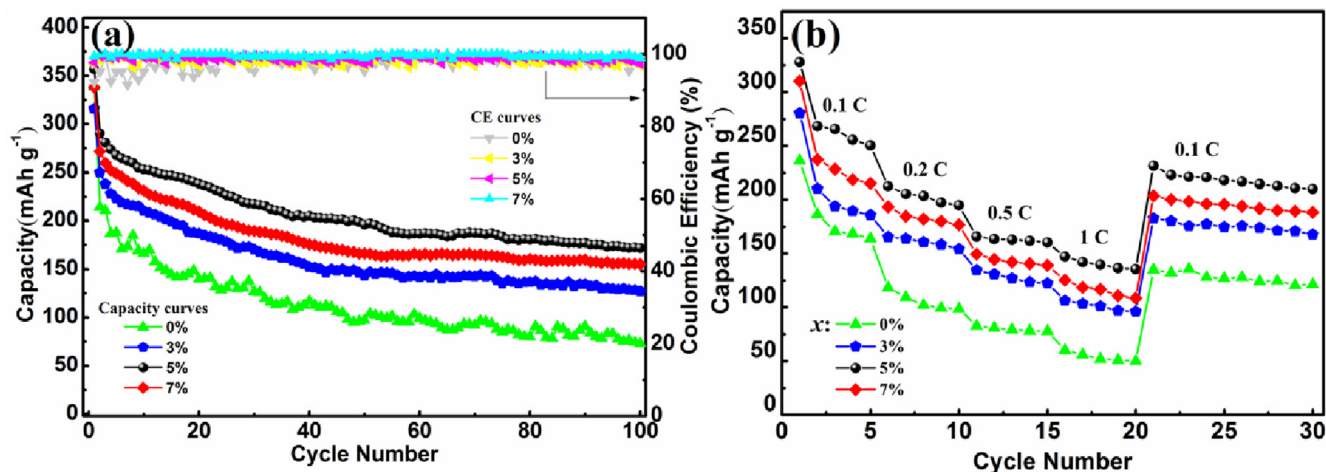 (a)
400
350
300
250
200
150
100
50
0
Capacity(mAh g-1)
0 20 40 60 80 100
Cycle Number
100
80
60
40
20
0
Coulombic Efficiency (%)
CE curves
0%
3%
5%
7%
Capacity curves
0%
3%
5%
7%
(b)
350
300
250
200
150
100
50
0
Capacity(mAh g-1)
0 5 10 15 20 25 30
Cycle Number
0.1 C
0.2 C
0.5 C
1 C
0.1 C
x: 0%
3%
5%
7%